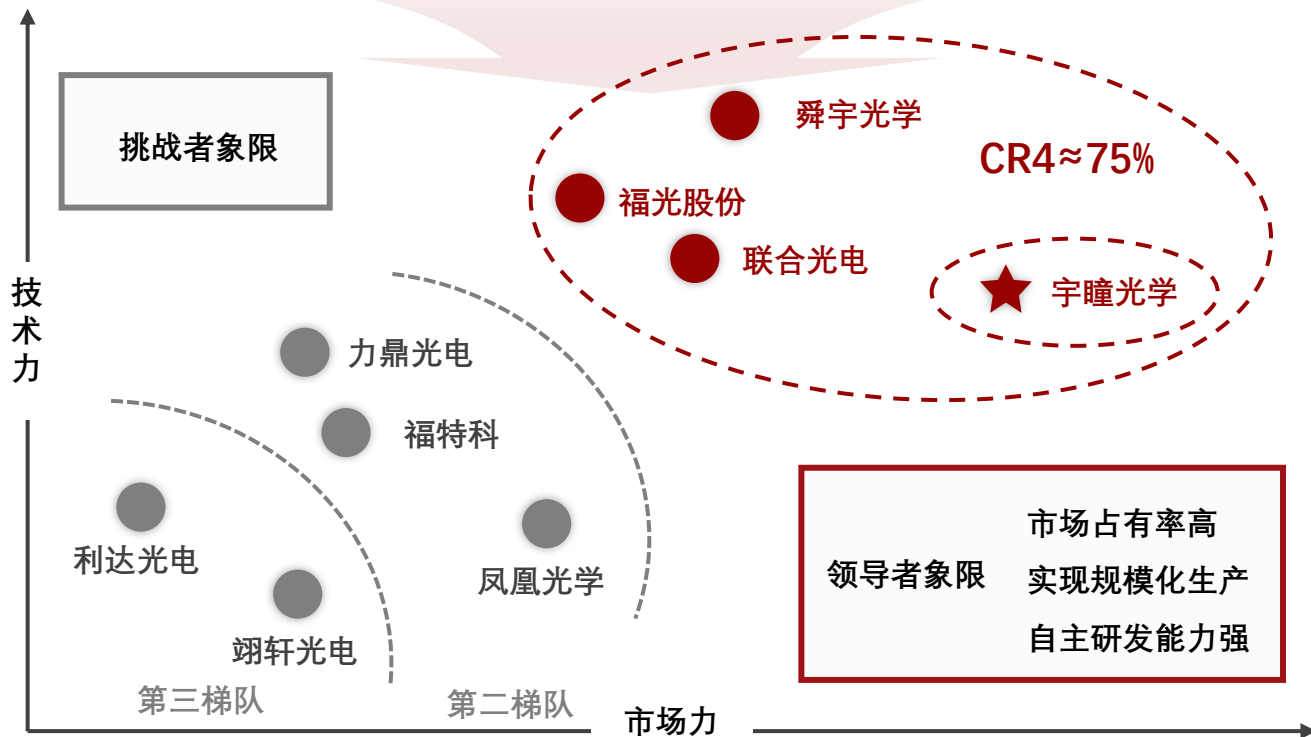 挑战者象限
舜宇光学
CR4≈75%
福光股份
联合光电
宇瞳光学
技术力
力鼎光电
福特科
利达光电
凤凰光学
翊轩光电
第三梯队
第二梯队
市场力
领导者象限
市场占有率高
实现规模化生产
自主研发能力强